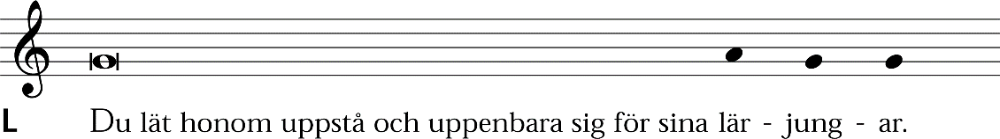 L Du lät honom uppstå och uppenbara sig för sina lär - jung - ar.